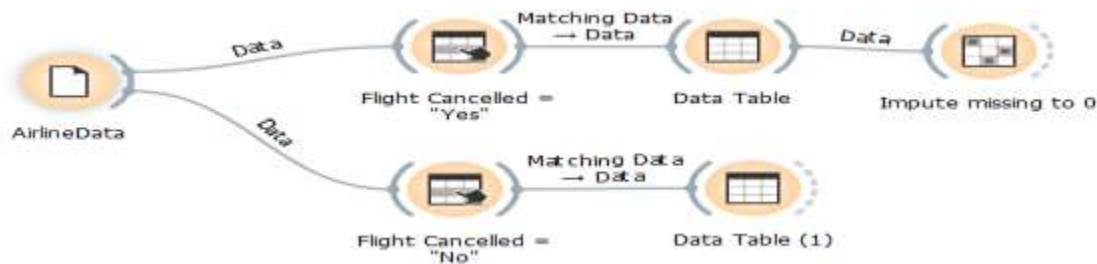 Matching Data
Data
→ Data
Data
Flight Cancelled =
"Yes"
Data Table
Impute missing to 0
AirlineData
Data
Matching Data
→ Data
Flight Cancelled =
"No"
Data Table (1)